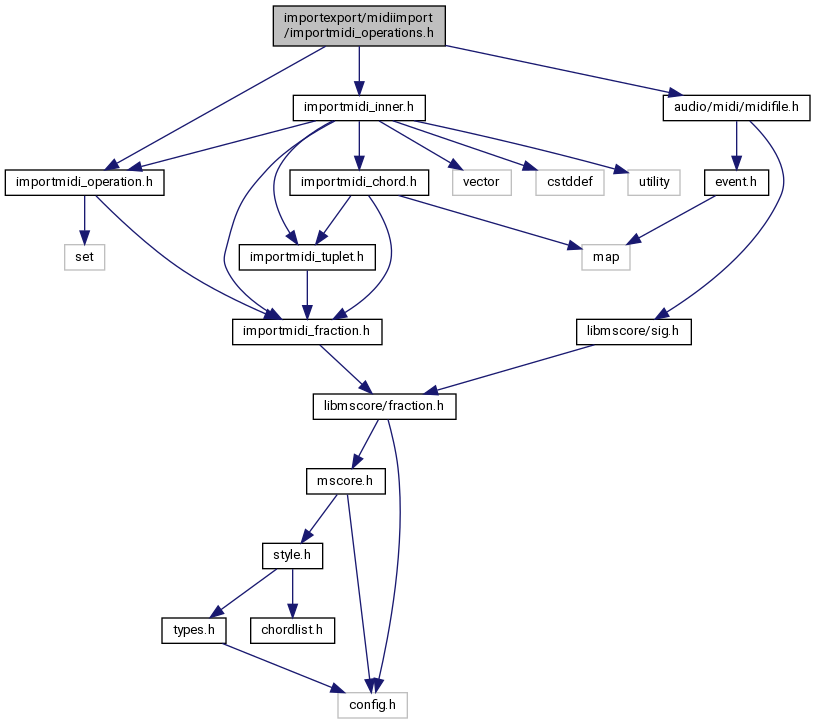 importexport/midiimport
/importmidi_operations.h
importmidi_inner.h
audio/midi/midifile.h
importmidi_operation.h
importmidi_chord.h
vector
cstddef
utility
event.h
set
importmidi_tuplet.h
map
importmidi_fraction.h
libmscore/sig.h
libmscore/fraction.h
mscore.h
style.h
types.h
chordlist.h
config.h